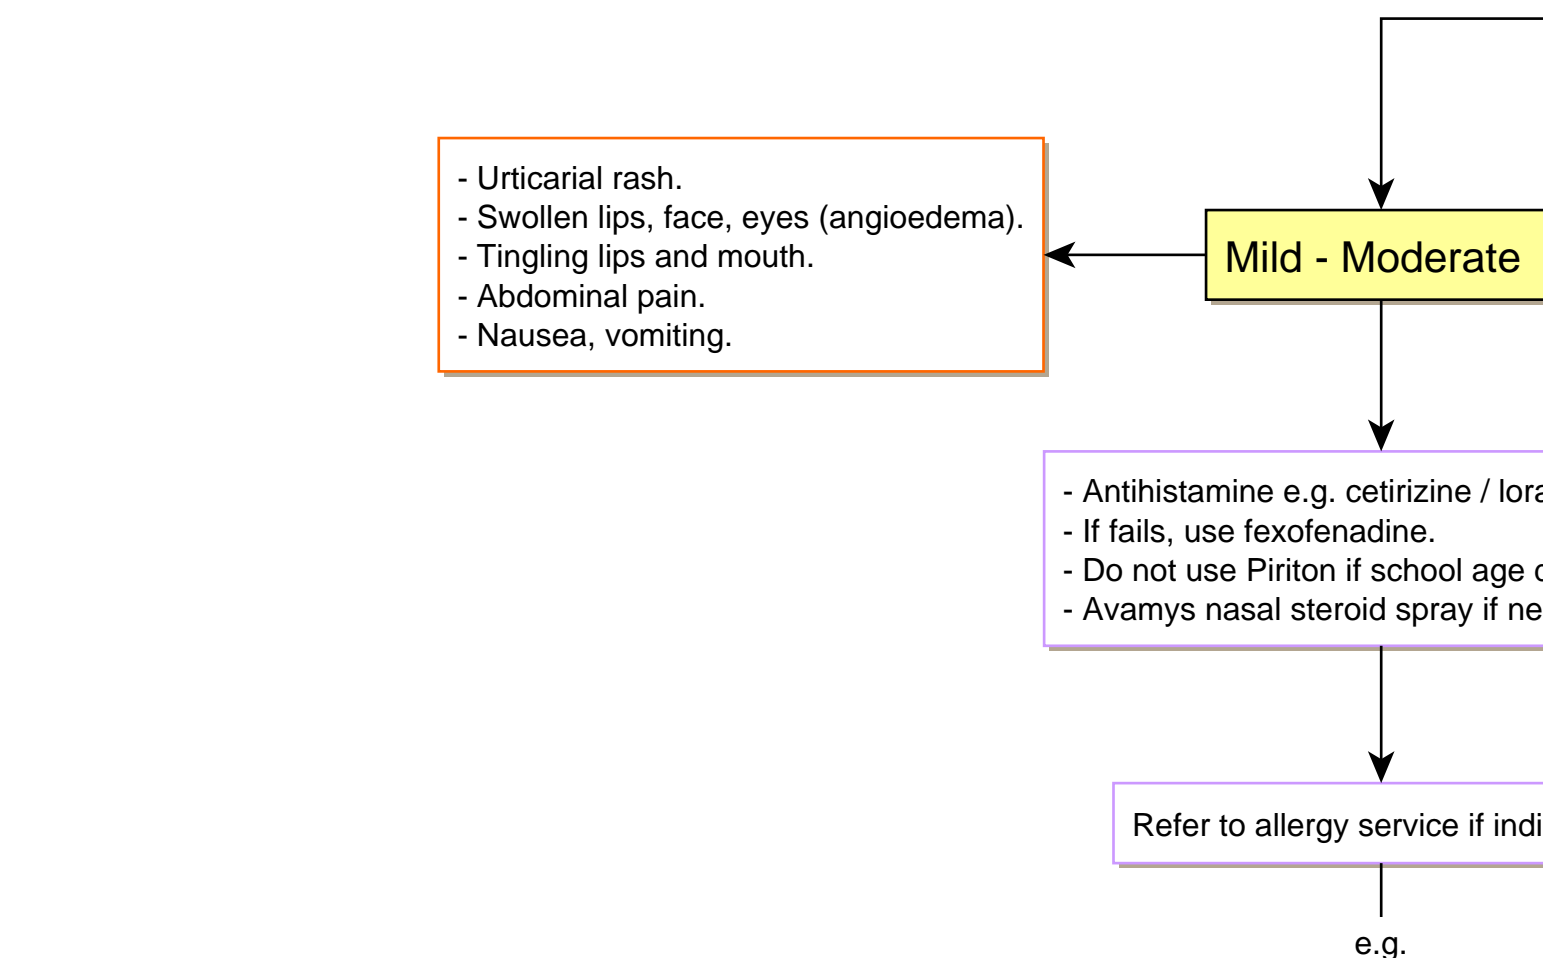 - Urticarial rash.
- Swollen lips, face, eyes (angioedema).
- Tingling lips and mouth.
- Abdominal pain.
- Nausea, vomiting.
Mild - Moderate
- Antihistamine e.g. cetirizine /
- If fails, use fexofenadine.
- Do not use Piriton if school age
- Avamys nasal steroid spray if
Refer to allergy service if
e.g.